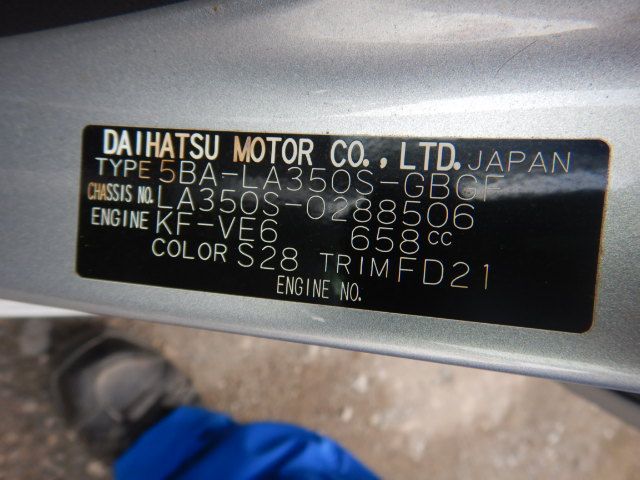 DAIHATSU MOTOR CO., LTD. JAPAN
TYPE 5BA-LA350S-GBGF
CHASSIS NO. LA350S-0288506
ENGINE KF-VE6 658cc
COLOR S28 TRIM FD21
ENGINE NO.